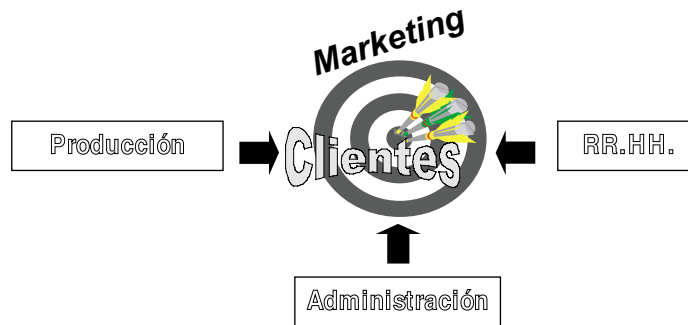 Marketing
Producción
Clientes
RR.HH.
Administración